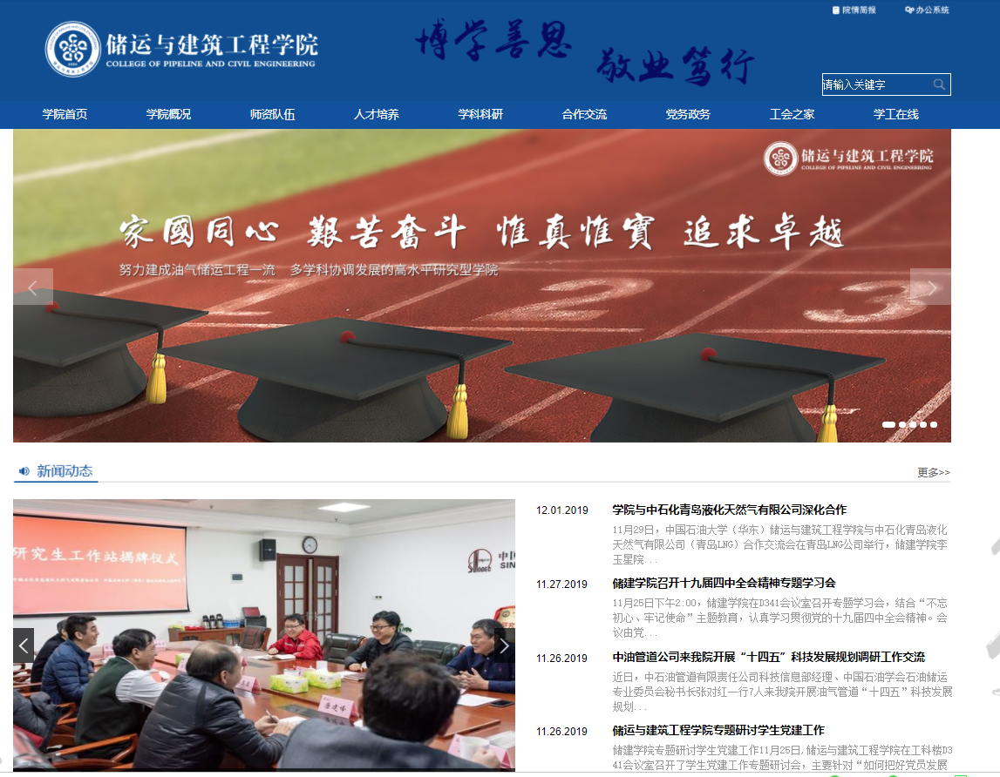 院情简报
办公系统
储运与建筑工程学院
COLLEGE OF PIPELINE AND CIVIL ENGINEERING
博学善思
敬业笃行
请输入关键字
学院首页 学院概况 师资队伍 人才培养 学科科研 合作交流 党务政务 工会之家 学工在线
储运与建筑工程学院
COLLEGE OF PIPELINE AND CIVIL ENGINEERING
家國同心 艱苦奮斗 惟真惟實 追求卓越
努力建成油气储运工程一流 多学科协调发展的高水平研究型学院
2 3
新闻动态
更多>>
研究生工作站揭牌仪式
12.01.2019
学院与中石化青岛液化天然气有限公司深化合作
11月29日，中国石油大学（华东）储运与建筑工程学院与中石化青岛液化
天然气有限公司（青岛LNG）合作交流会在青岛LNG公司举行，储建学院李
玉星院...
11.27.2019
储建学院召开十九届四中全会精神专题学习会
11月25日下午2:00，储建学院在D341会议室召开专题学习会，结合“不忘
初心、牢记使命”主题教育，认真学习贯彻党的十九届四中全会精神。会
议由党...
11.26.2019
中油管道公司来我院开展“十四五”科技发展规划调研工作交流
近日，中石油管道有限责任公司科技信息部经理、中国石油学会石油储运
专业委员会秘书长张对红一行7人来我院开展油气管道“十四五”科技发展
规划...
11.26.2019
储运与建筑工程学院专题研讨学生党建工作
储建学院专题研讨学生党建工作11月25日,储运与建筑工程学院在工科楼D3
41会议室召开了学生党建工作专题研讨会，主要针对“如何把好党员发展